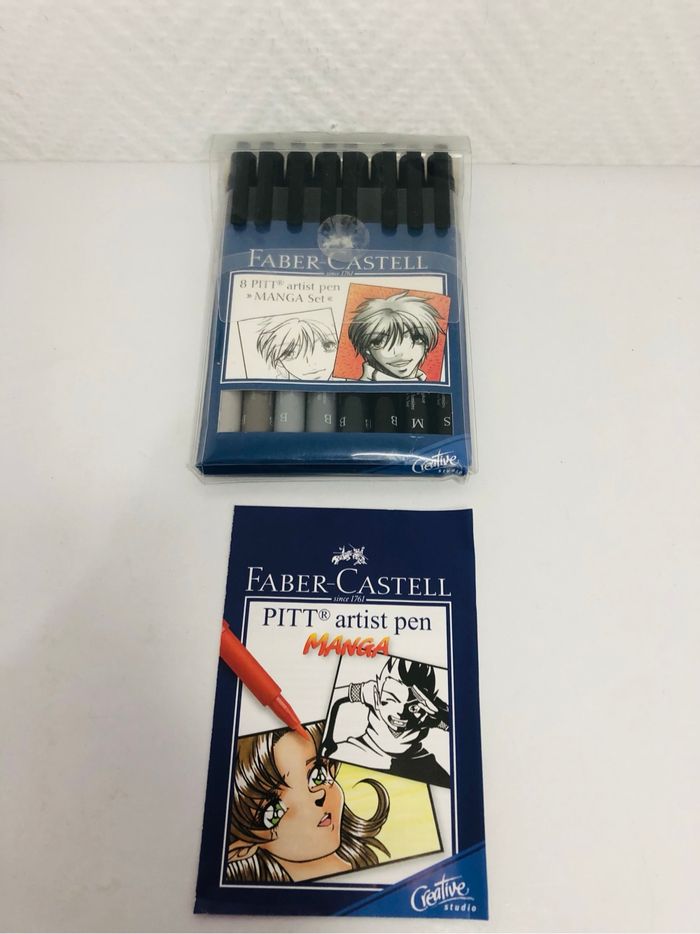 FABER-CASTELL
since 1761
8 PITT® artist pen
» MANGA Set «
B
B
B
B
M
S
Creative
studio
FABER-CASTELL
since 1761
PITT® artist pen
MANGA
Creative
studio